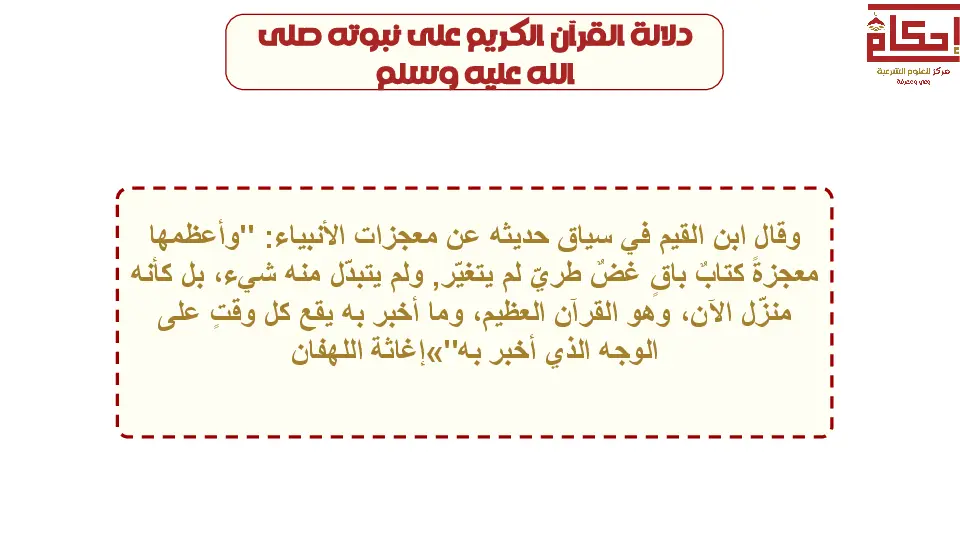 دلالة القرآن الكريم على نبوته صلى
الله عليه وسلم
إحكام
مركز للعلوم الشرعية
وعي ومعرفة
وقال ابن القيم في سياق حديثه عن معجزات الأنبياء: "وأعظمها
معجزةً كتابٌ باقٍ غضٌ طريّ لم يتغيّر, ولم يتبدّل منه شيء، بل كأنه
منزّل الآن، وهو القرآن العظيم، وما أخبر به يقع كل وقتٍ على
الوجه الذي أخبر به"»إغاثة اللهفان